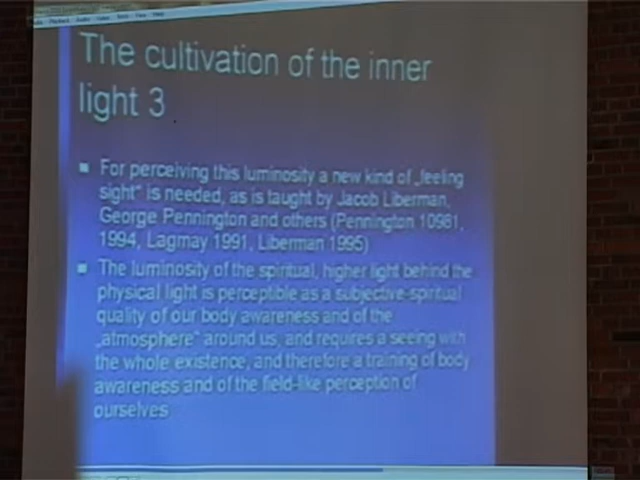 The cultivation of the inner
light 3
■ For perceiving this luminosity a new kind of „feeling
sight" is needed, as is taught by Jacob Liberman,
George Pennington and others (Pennington 10981,
1994, Lagmay 1991, Liberman 1995)
■ The luminosity of the spiritual, higher light behind the
physical light is perceptible as a subjective-spiritual
quality of our body awareness and of the
„atmosphere" around us, and requires a seeing with
the whole existence, and therefore a training of body
awareness and of the field-like perception of
ourselves